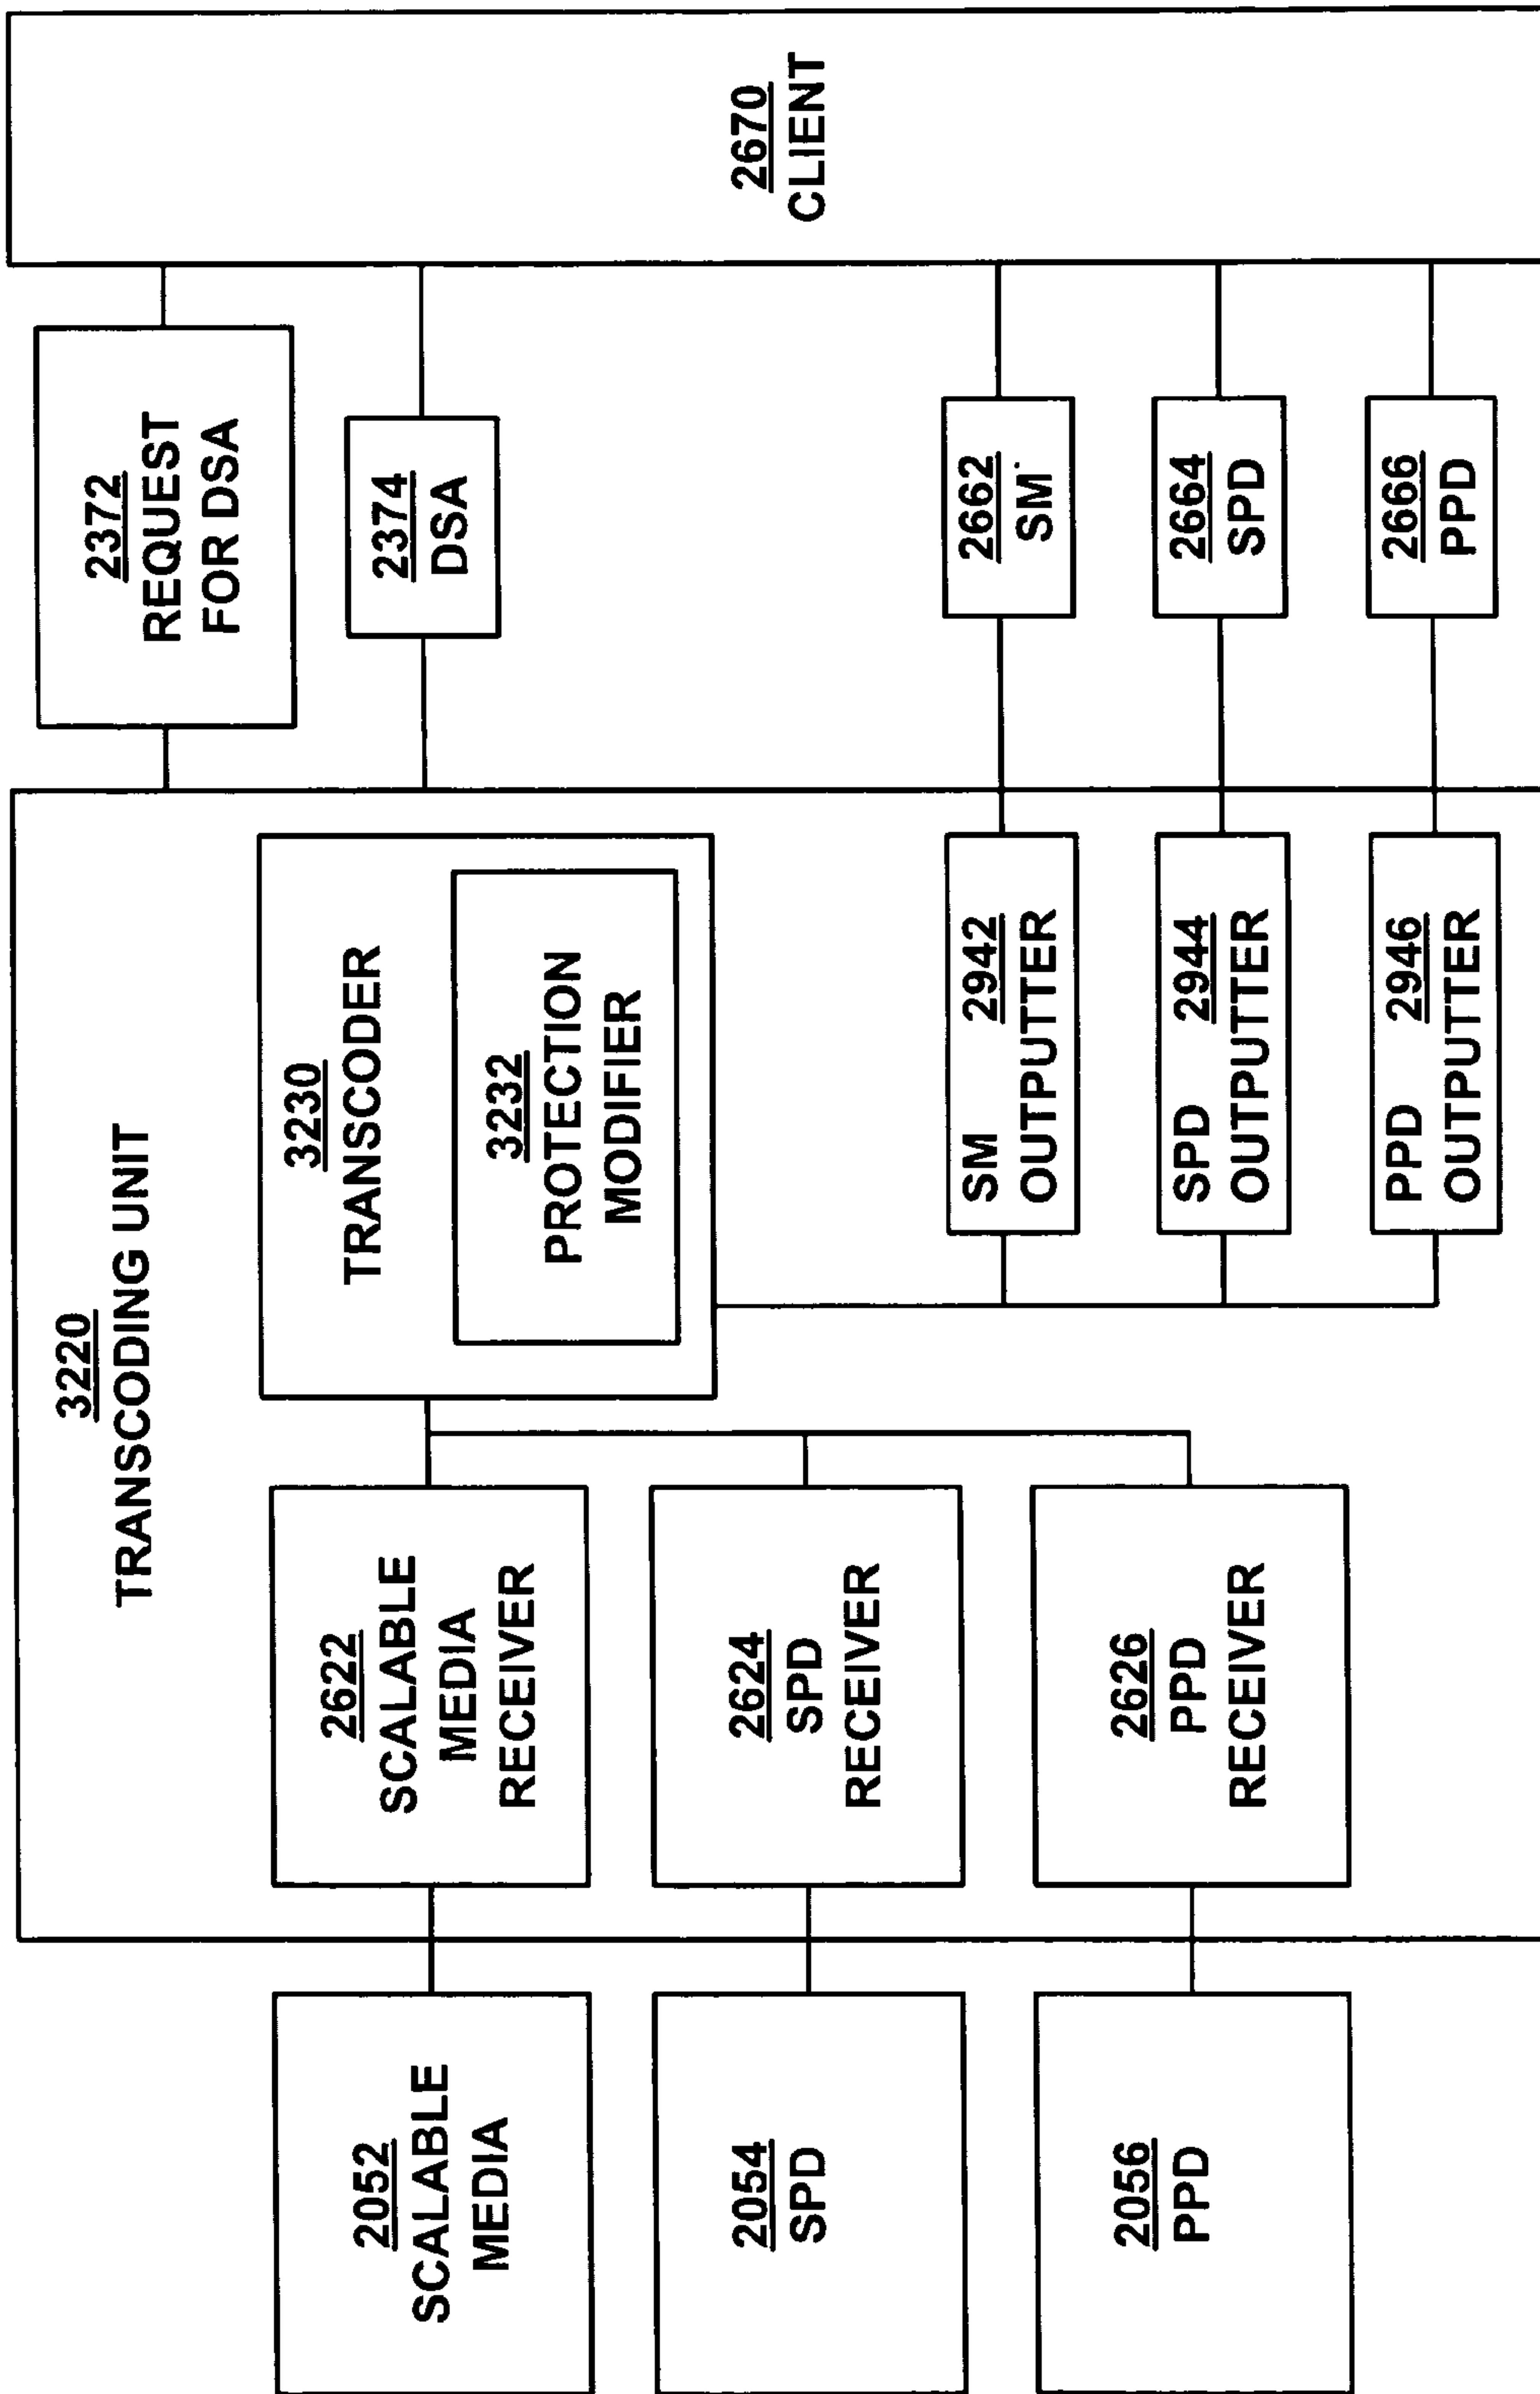 3220
TRANSCODING UNIT
2052
SCALABLE
MEDIA
2622
SCALABLE
MEDIA
RECEIVER
3230
TRANSCODER
3232
PROTECTION
MODIFIER
2372
REQUEST
FOR DSA
2374
DSA
2670
CLIENT
2054
SPD
2624
SPD
RECEIVER
2056
PPD
2626
PPD
RECEIVER
SM 2942
OUTPUTTER
2662
SM
SPD 2944
OUTPUTTER
2664
SPD
PPD 2946
OUTPUTTER
2666
PPD